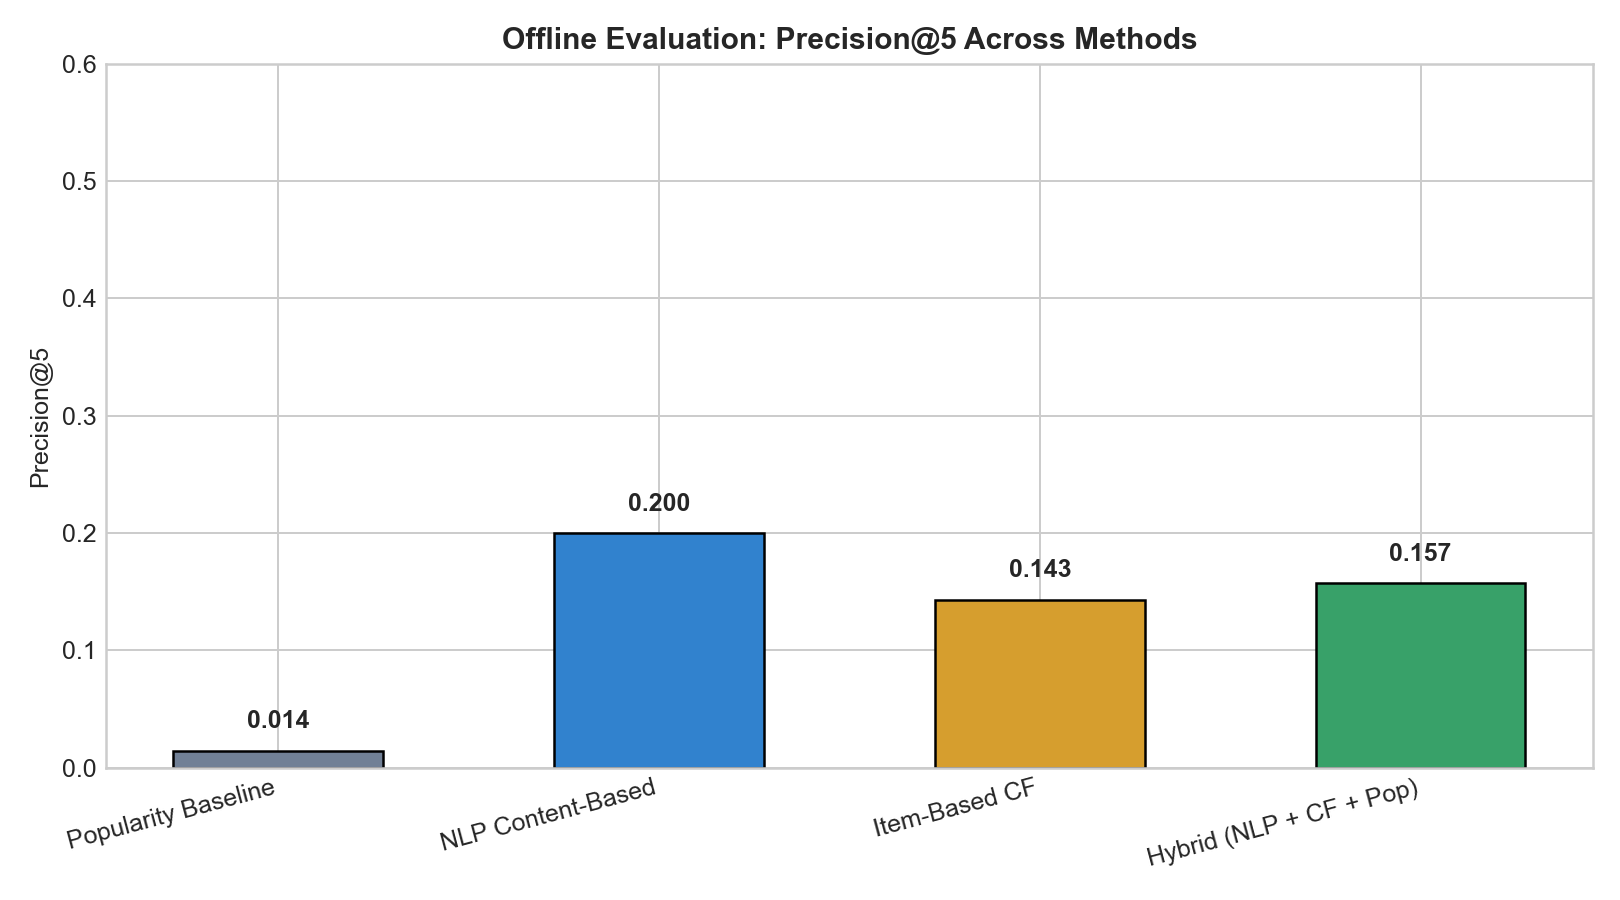 Offline Evaluation: Precision@5 Across Methods
0.6
0.5
0.4
0.3
0.2
0.1
0.0
Precision@5
0.014
0.200
0.143
0.157
Popularity Baseline
NLP Content-Based
Item-Based CF
Hybrid (NLP + CF + Pop)